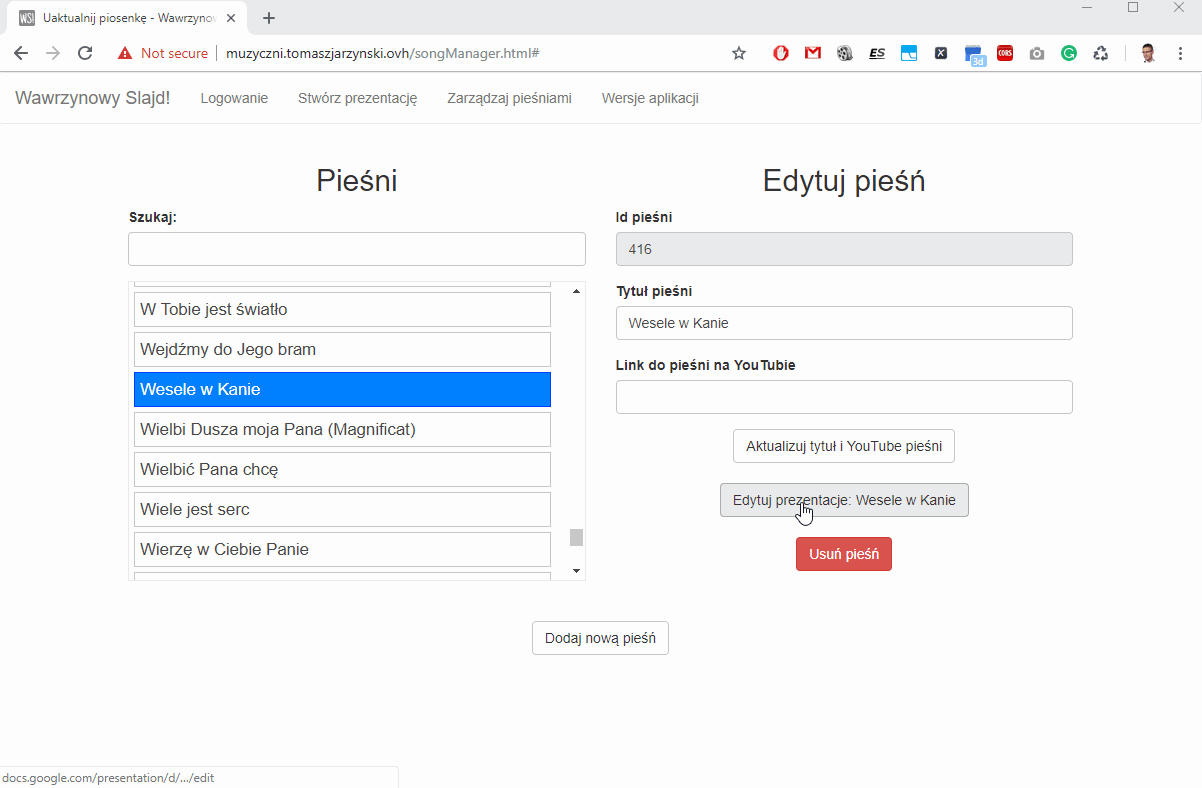 WS! Uaktualnij piosenkę - Wawrzynov
Not secure muzyczni.tomaszjarzynski.ovh/songManager.html#
ES X 3d CORS G
Wawrzynowy Slajd! Logowanie Stwórz prezentację Zarządzaj pieśniami Wersje aplikacji
Pieśni
Szukaj:
W Tobie jest światło
Wejdźmy do Jego bram
Wesele w Kanie
Wielbi Dusza moja Pana (Magnificat)
Wielbić Pana chcę
Wiele jest serc
Wierzę w Ciebie Panie
Edytuj pieśń
Id pieśni
416
Tytuł pieśni
Wesele w Kanie
Link do pieśni na YouTubie
Aktualizuj tytuł i YouTube pieśni
Edytuj prezentacje: Wesele w Kanie
Usuń pieśń
Dodaj nową pieśń
docs.google.com/presentation/d/.../edit